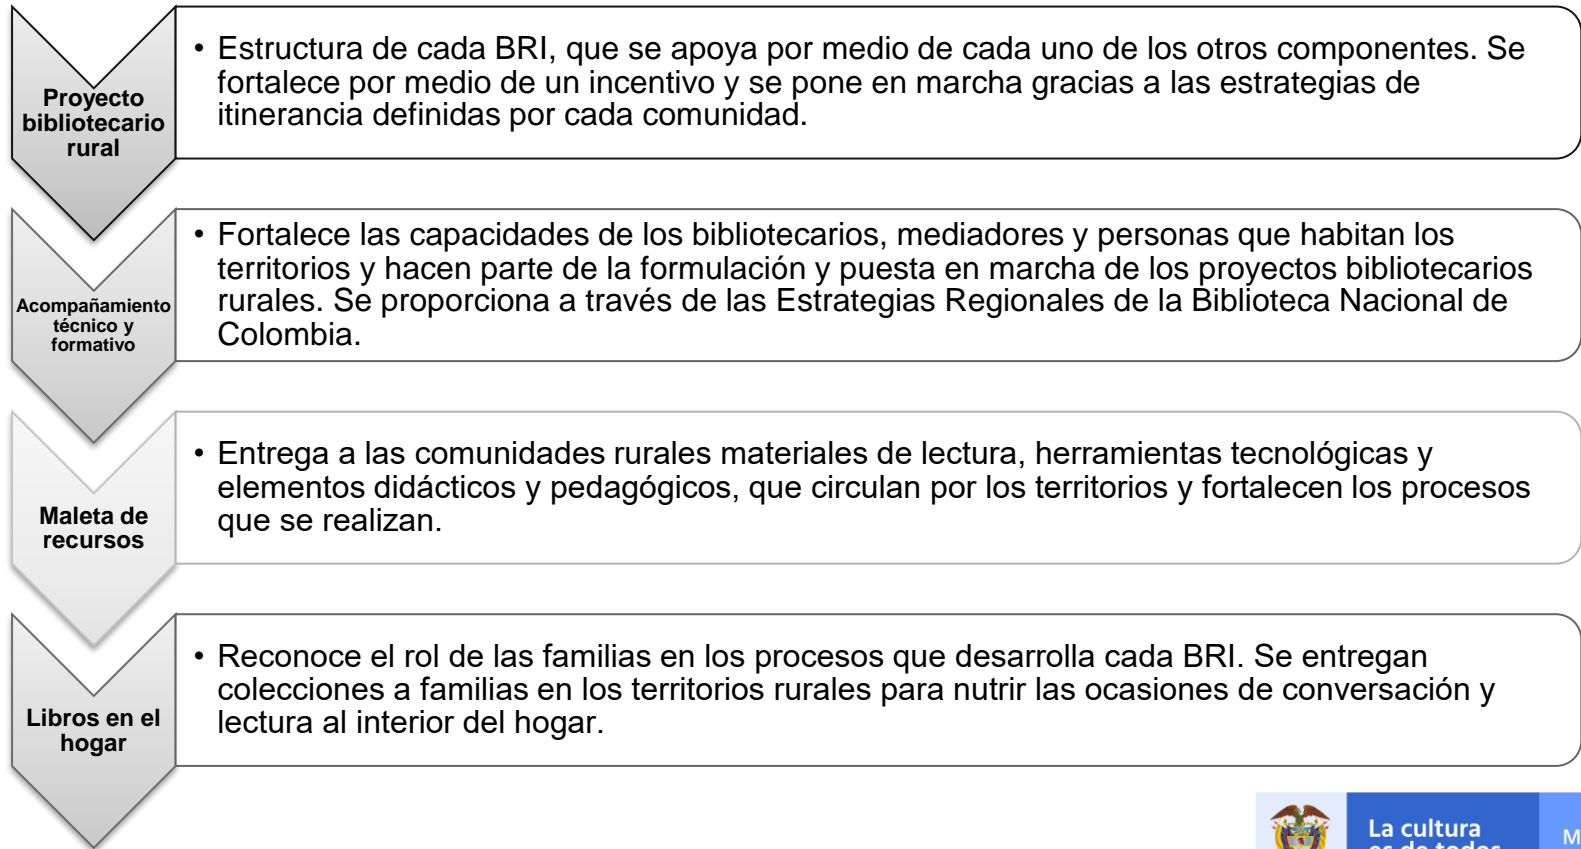 Proyecto
bibliotecario
rural
• Estructura de cada BRI, que se apoya por medio de cada uno de los otros componentes. Se
fortalece por medio de un incentivo y se pone en marcha gracias a las estrategias de
itinerancia definidas por cada comunidad.
Acompañamiento
técnico y
formativo
• Fortalece las capacidades de los bibliotecarios, mediadores y personas que habitan los
territorios y hacen parte de la formulación y puesta en marcha de los proyectos bibliotecarios
rurales. Se proporciona a través de las Estrategias Regionales de la Biblioteca Nacional de
Colombia.
Maleta de
recursos
• Entrega a las comunidades rurales materiales de lectura, herramientas tecnológicas y
elementos didácticos y pedagógicos, que circulan por los territorios y fortalecen los procesos
que se realizan.
Libros en el
hogar
• Reconoce el rol de las familias en los procesos que desarrolla cada BRI. Se entregan
colecciones a familias en los territorios rurales para nutrir las ocasiones de conversación y
lectura al interior del hogar.
La cultura
es de todos